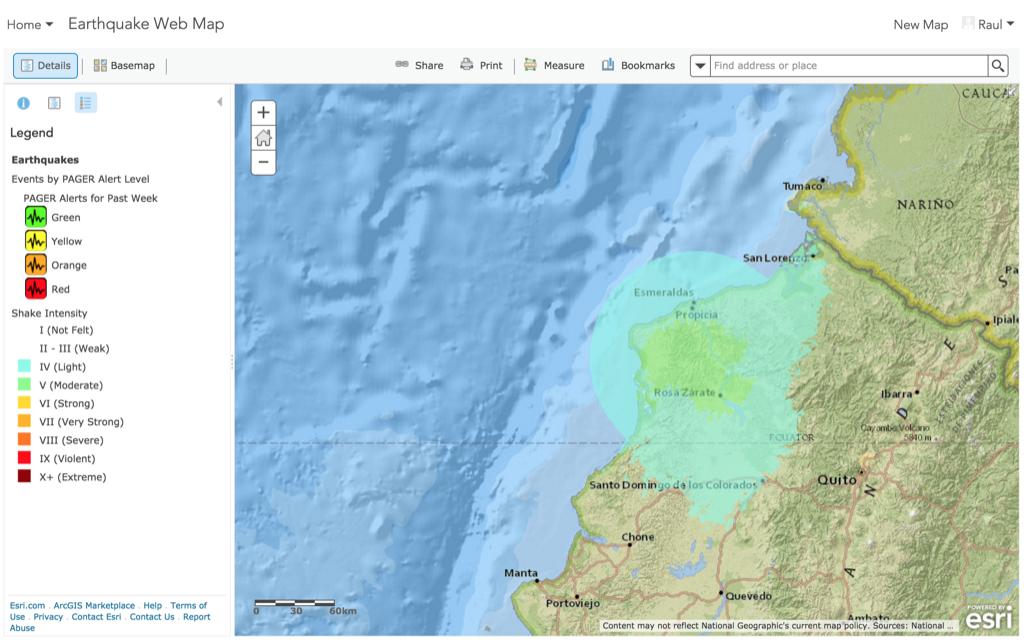 Home Earthquake Web Map New Map Raul
Details Basemap Share Print Measure Bookmarks Find address or place
Legend
Earthquakes
Events by PAGER Alert Level
PAGER Alerts for Past Week
Green
Yellow
Orange
Red
Shake Intensity
I (Not Felt)
II - III (Weak)
IV (Light)
V (Moderate)
VI (Strong)
VII (Very Strong)
VIII (Severe)
IX (Violent)
X+ (Extreme)
Esri.com . ArcGIS Marketplace . Help . Terms of
Use . Privacy . Contact Esri . Contact Us . Report
Abuse
+
−
CAUCA
Tumaco
NARIÑO
San Lorenzo
Pa
S
Esmeraldas
Propicia
Ipiale
E
Rosa Zárate
Ibarra
D
Cayambe Volcano
5840 m
EQUATOR
Quito
N
Santo Domingo de los Colorados
Chone
A
Manta
Quevedo
Portoviejo
Ambato
0 30 60km
POWERED BY
esri
Content may not reflect National Geographic's current map policy. Sources: National ...